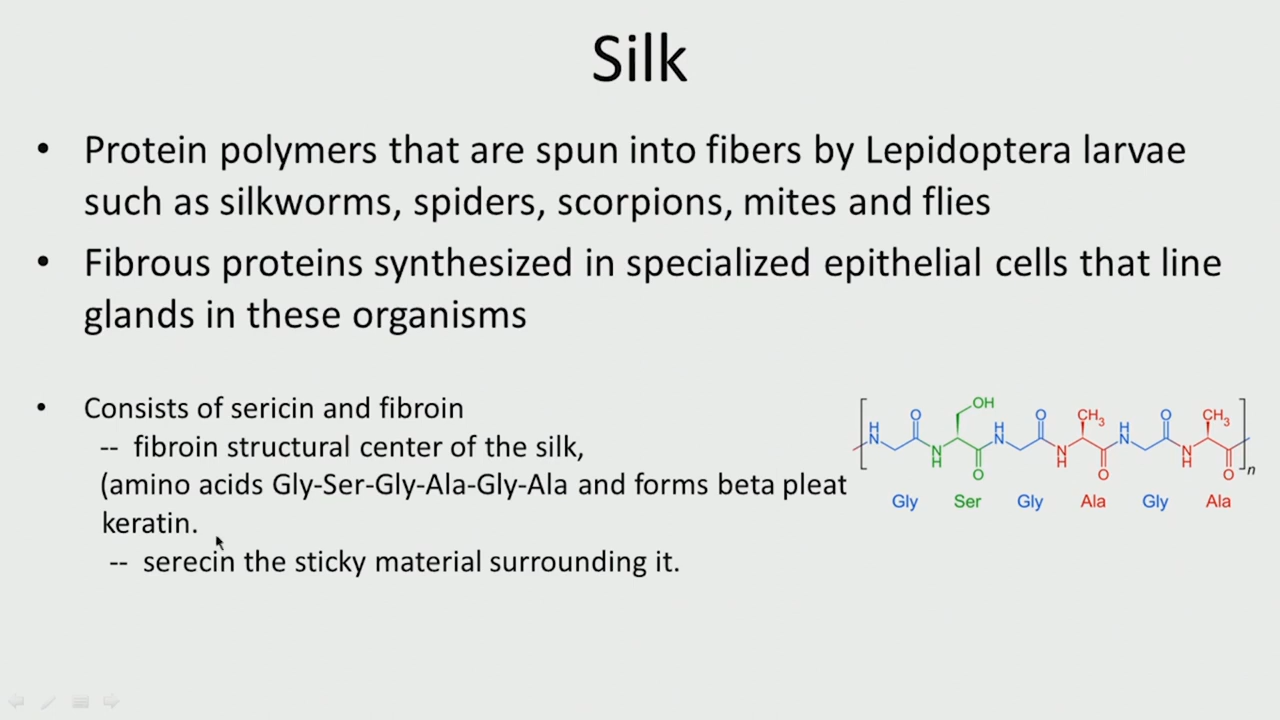 Silk
• Protein polymers that are spun into fibers by Lepidoptera larvae
such as silkworms, spiders, scorpions, mites and flies
• Fibrous proteins synthesized in specialized epithelial cells that line
glands in these organisms
• Consists of sericin and fibroin
-- fibroin structural center of the silk,
(amino acids Gly-Ser-Gly-Ala-Gly-Ala and forms beta pleat
keratin.
-- serecin the sticky material surrounding it.
OH
O O CH3 O CH3
H H H
N N N
N N N
H H H
O O O
n
Gly Ser Gly Ala Gly Ala